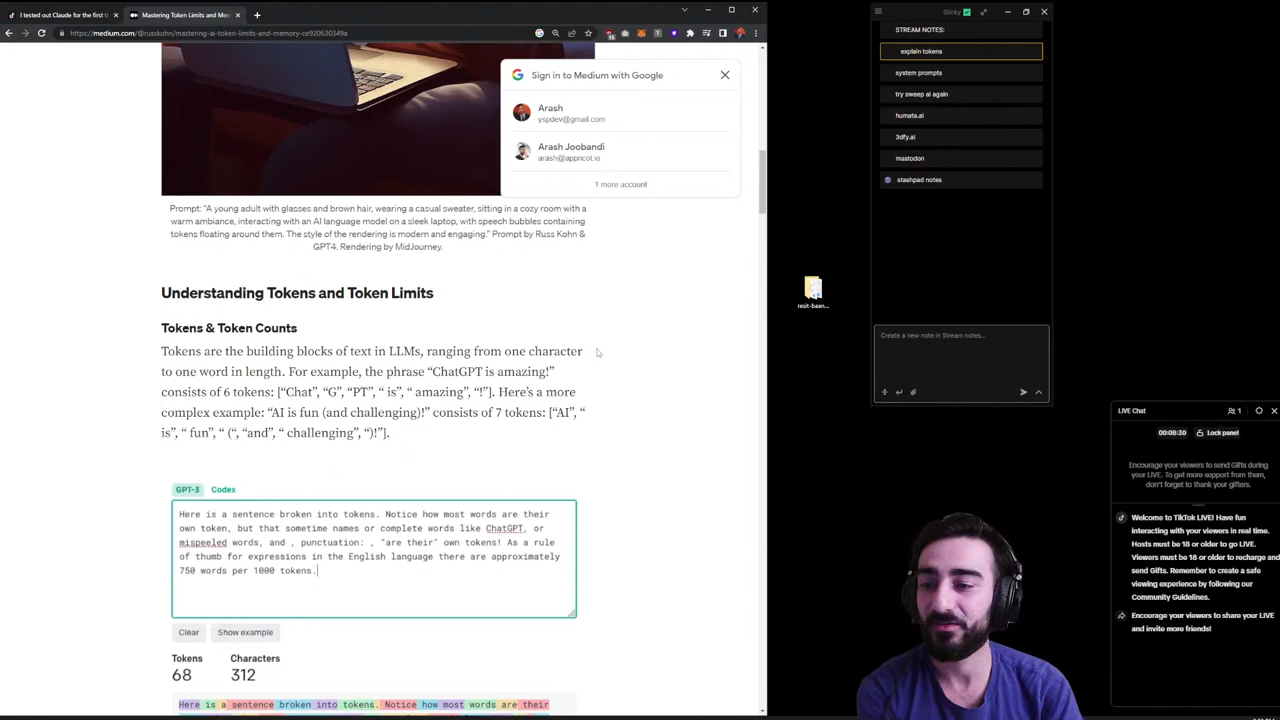 I tested out Claude for the first t
Mastering Token Limits and Mem
https://medium.com/@russkohn/mastering-ai-token-limits-and-memory-ce920630349a
Sign in to Medium with Google
Arash
yspdev@gmail.com
Arash Joobandi
arash@appricot.io
1 more account
Prompt: “A young adult with glasses and brown hair, wearing a casual sweater, sitting in a cozy room with a
warm ambiance, interacting with an AI language model on a sleek laptop, with speech bubbles containing
tokens floating around them. The style of the rendering is modern and engaging.” Prompt by Russ Kohn &
GPT4. Rendering by MidJourney.
Understanding Tokens and Token Limits
Tokens & Token Counts
Tokens are the building blocks of text in LLMs, ranging from one character
to one word in length. For example, the phrase “ChatGPT is amazing!”
consists of 6 tokens: [“Chat”, “G”, “PT”, “ is”, “ amazing”, “!”]. Here’s a more
complex example: “AI is fun (and challenging)!” consists of 7 tokens: [“AI”, “
is”, “ fun”, “ (“, “and”, “ challenging”, “)!”].
GPT-3 Codex
Here is a sentence broken into tokens. Notice how most words are their
own token, but that sometime names or complete words like ChatGPT, or
mispeeled words, and , punctuation: , "are their" own tokens! As a rule
of thumb for expressions in the English language there are approximately
750 words per 1000 tokens.
Clear Show example
Tokens Characters
68 312
Here is a sentence broken into tokens. Notice how most words are their
Sticky
STREAM NOTES:
explain tokens
system prompts
try sweep ai again
humata.ai
3dfy.ai
mastodon
stashpad notes
Create a new note in Stream notes...
resit-baan...
LIVE Chat 1
00:08:30 Lock panel
Encourage your viewers to send Gifts during
your LIVE. To get more support from them,
don't forget to thank your gifters.
Welcome to TikTok LIVE! Have fun
interacting with your viewers in real time.
Hosts must be 18 or older to go LIVE.
Viewers must be 18 or older to recharge and
send Gifts. Remember to create a safe
viewing experience by following our
Community Guidelines.
Encourage your viewers to share your LIVE
and invite more friends!